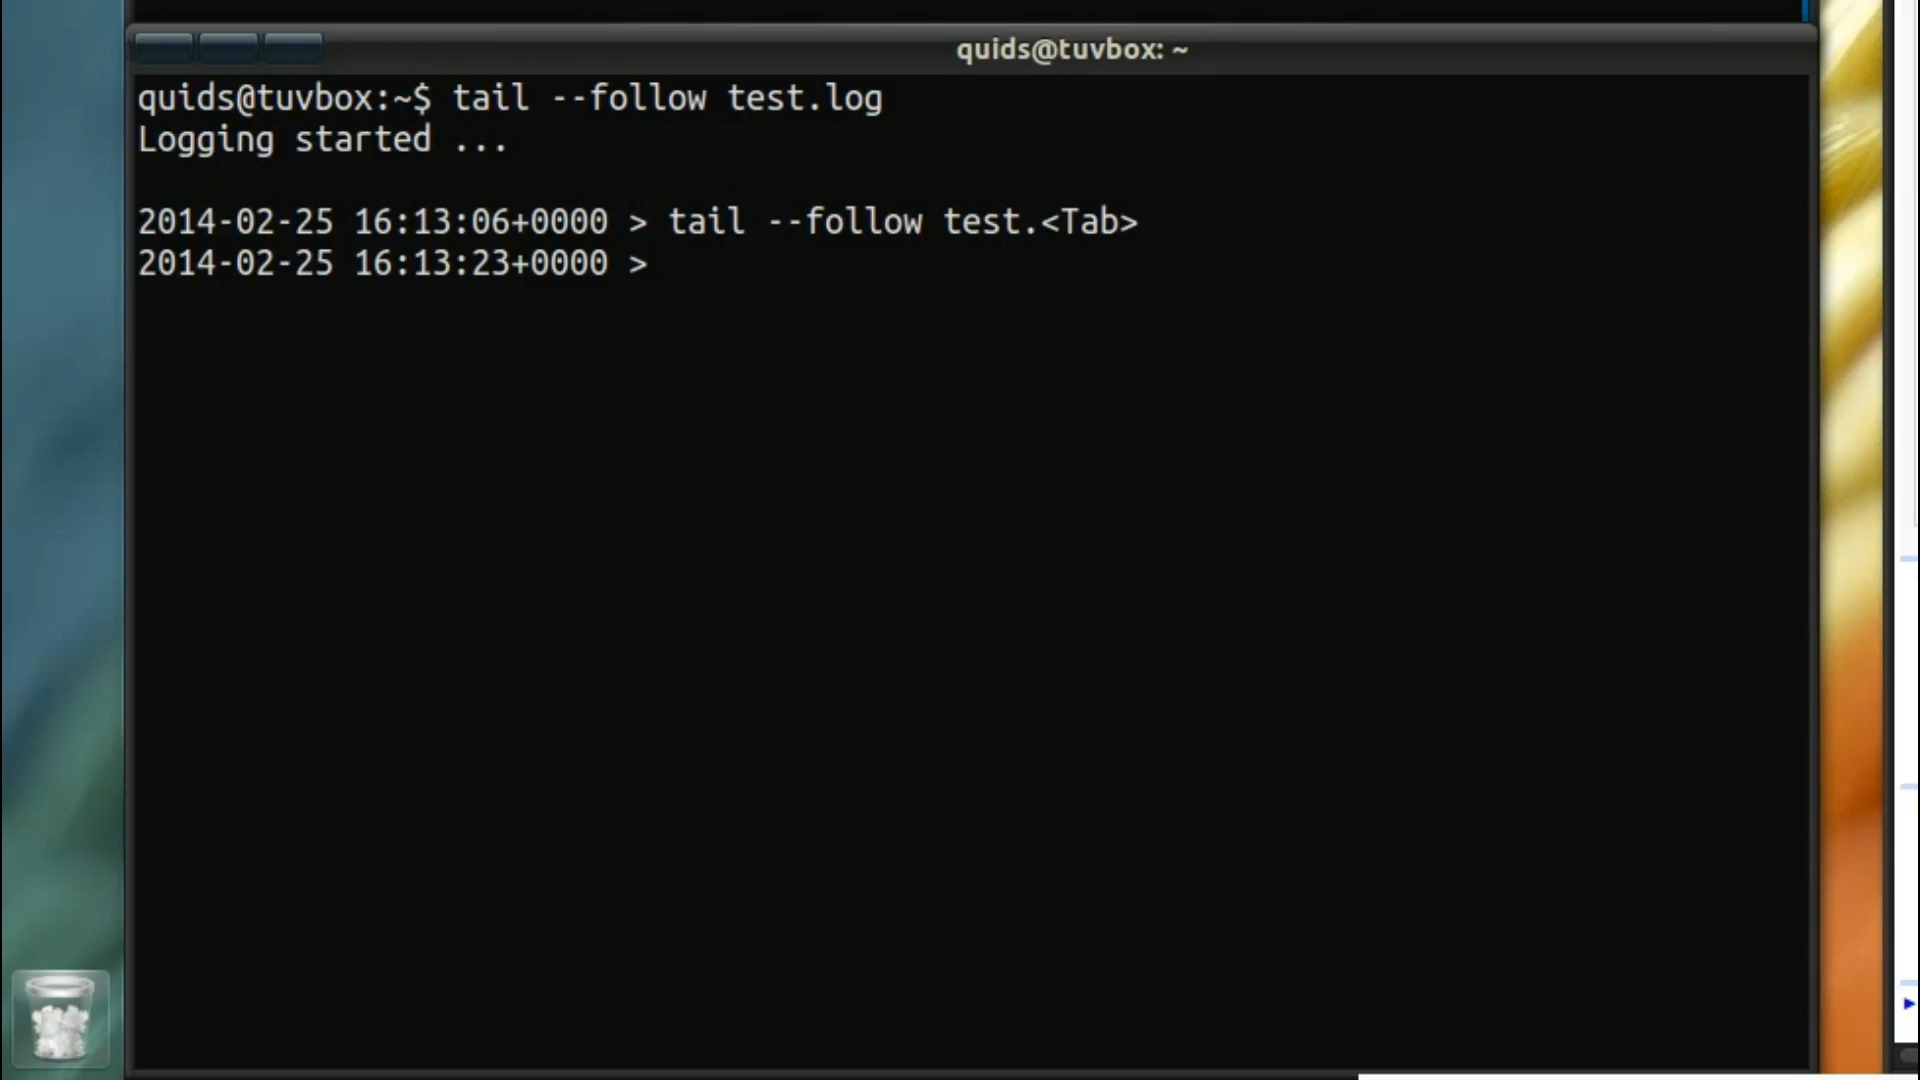 quids@tuvbox: ~
quids@tuvbox:~$ tail --follow test.log
Logging started ...
2014-02-25 16:13:06+0000 > tail --follow test.<Tab>
2014-02-25 16:13:23+0000 >